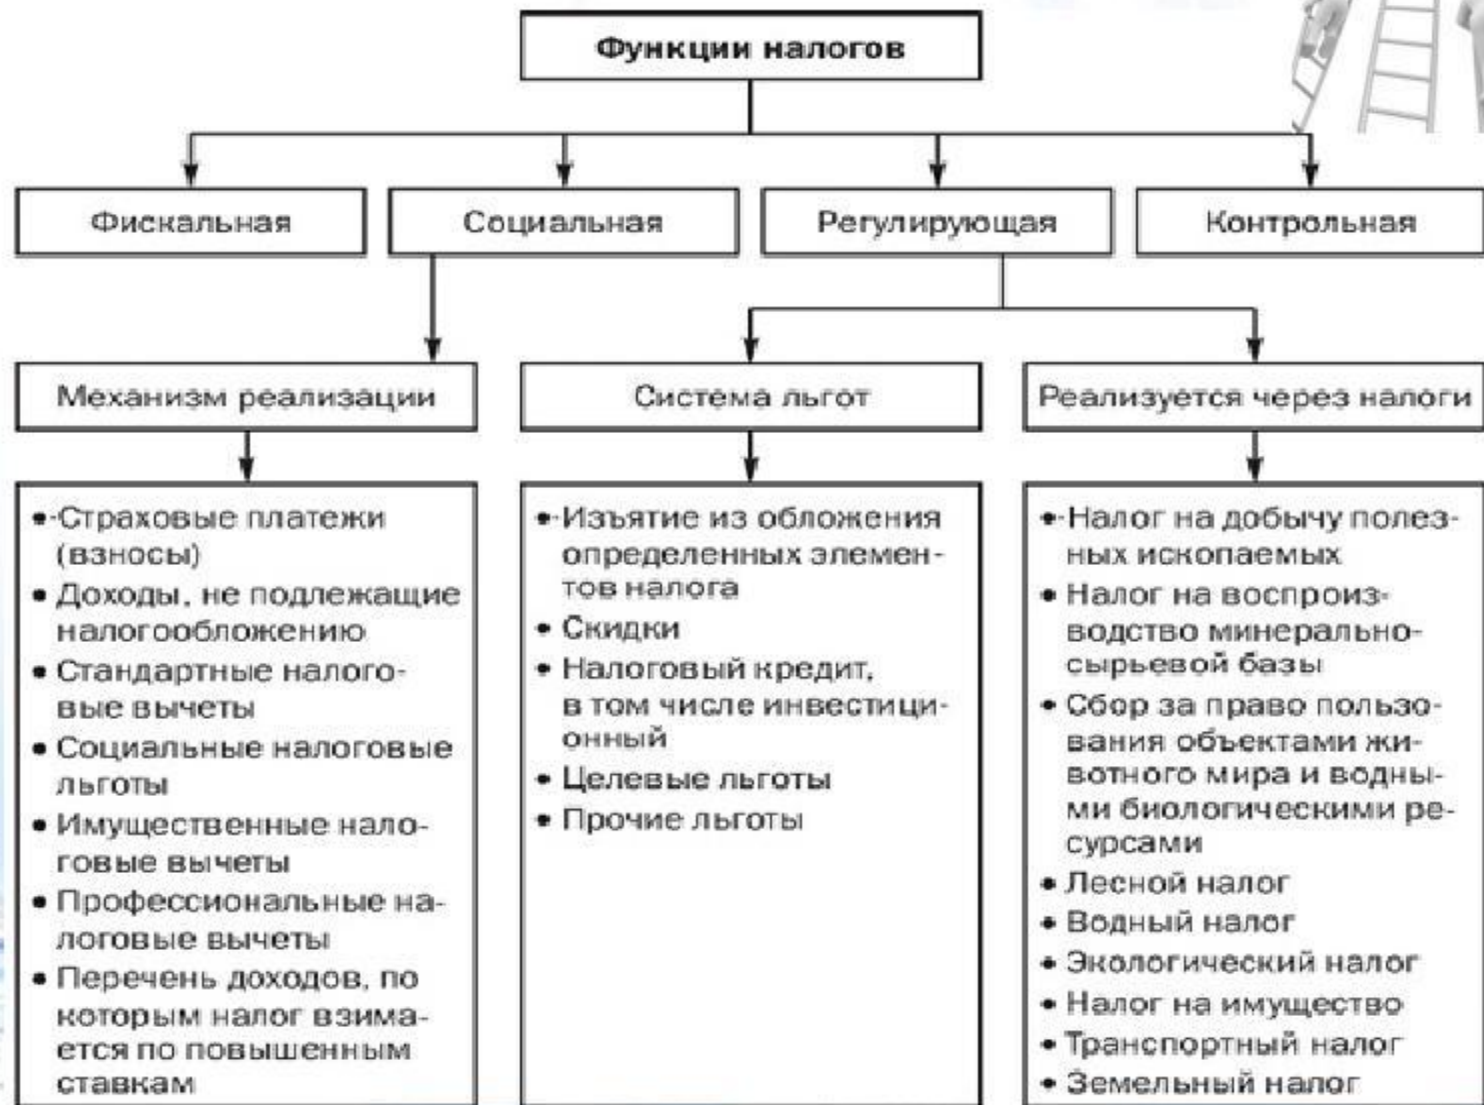 Функции налогов
Фискальная
Социальная
Регулирующая
Контрольная
Механизм реализации
Система льгот
Реализуется через налоги
• Страховые платежи
(взносы)
• Доходы, не подлежащие
налогообложению
• Стандартные налого-
вые вычеты
• Социальные налоговые
льготы
• Имущественные нало-
говые вычеты
• Профессиональные на-
логовые вычеты
• Перечень доходов, по
которым налог взима-
ется по повышенным
ставкам
• Изъятие из обложения
определенных элемен-
тов налога
• Скидки
• Налоговый кредит,
в том числе инвестици-
онный
• Целевые льготы
• Прочие льготы
• Налог на добычу полез-
ных ископаемых
• Налог на воспроиз-
водство минерально-
сырьевой базы
• Сбор за право пользо-
вания объектами жи-
вотного мира и водны-
ми биологическими ре-
сурсами
• Лесной налог
• Водный налог
• Экологический налог
• Налог на имущество
• Транспортный налог
• Земельный налог